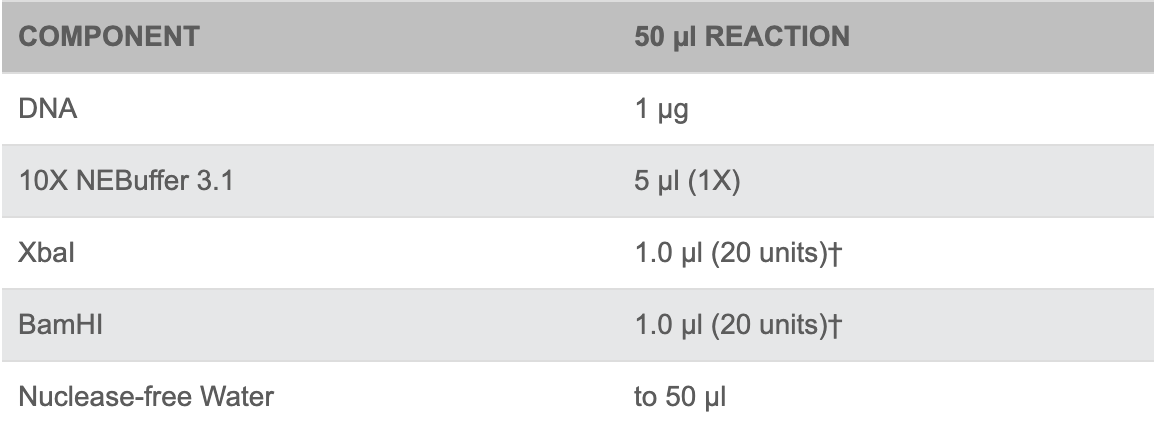 COMPONENT 50 µl REACTION
DNA 1 µg
10X NEBuffer 3.1 5 µl (1X)
XbaI 1.0 µl (20 units)†
BamHI 1.0 µl (20 units)†
Nuclease-free Water to 50 µl